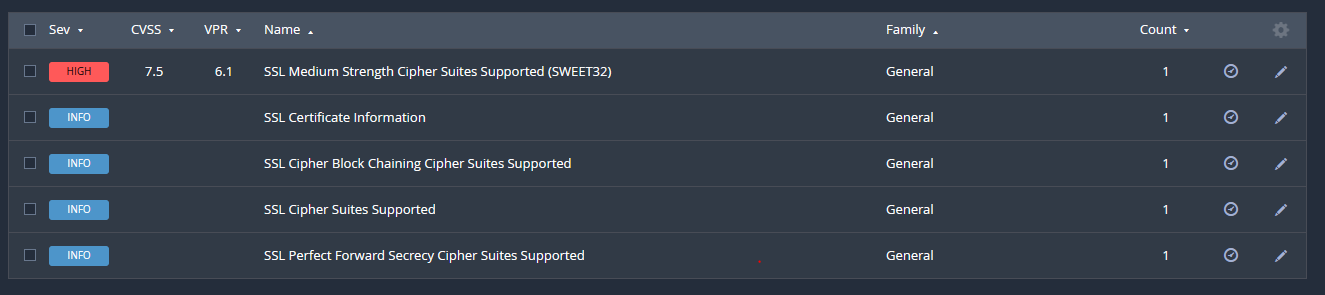 Sev CVSS VPR Name Family Count
HIGH 7.5 6.1 SSL Medium Strength Cipher Suites Supported (SWEET32) General 1
INFO SSL Certificate Information General 1
INFO SSL Cipher Block Chaining Cipher Suites Supported General 1
INFO SSL Cipher Suites Supported General 1
INFO SSL Perfect Forward Secrecy Cipher Suites Supported General 1